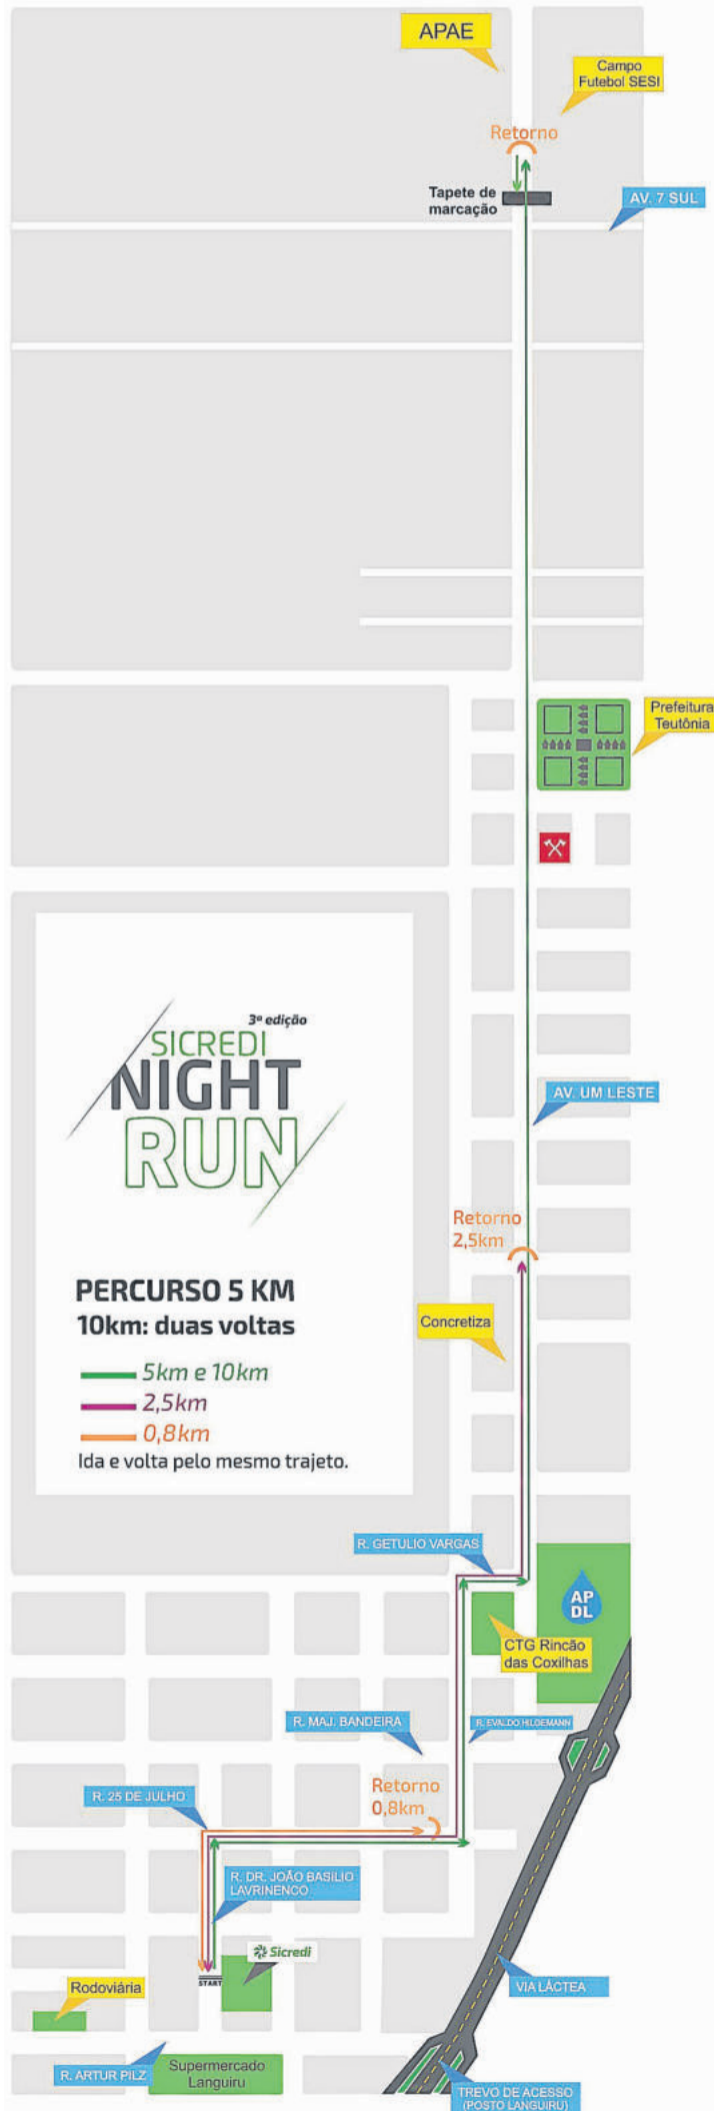 APAE
Campo
Futebol SESI
Retorno
Tapete de
marcação
AV. 7 SUL
Prefeitura
Teutônia
3ª edição
SICREDI
NIGHT
RUN
AV. UM LESTE
Retorno
2,5km
PERCURSO 5 KM
10km: duas voltas
Concretiza
5km e 10km
2,5km
0,8km
Ida e volta pelo mesmo trajeto.
R. GETULIO VARGAS
AP
DL
CTG Rincão
das Coxilhas
R. MAJ. BANDEIRA
R. EVALDO HILDEMANN
Retorno
0,8km
R. 25 DE JULHO
R. DR. JOÃO BASILIO
LAVRINENCO
Sicredi
START
Rodoviária
VIA LÁCTEA
R. ARTUR PILZ
Supermercado
Languiru
TREVO DE ACESSO
(POSTO LANGUIRU)